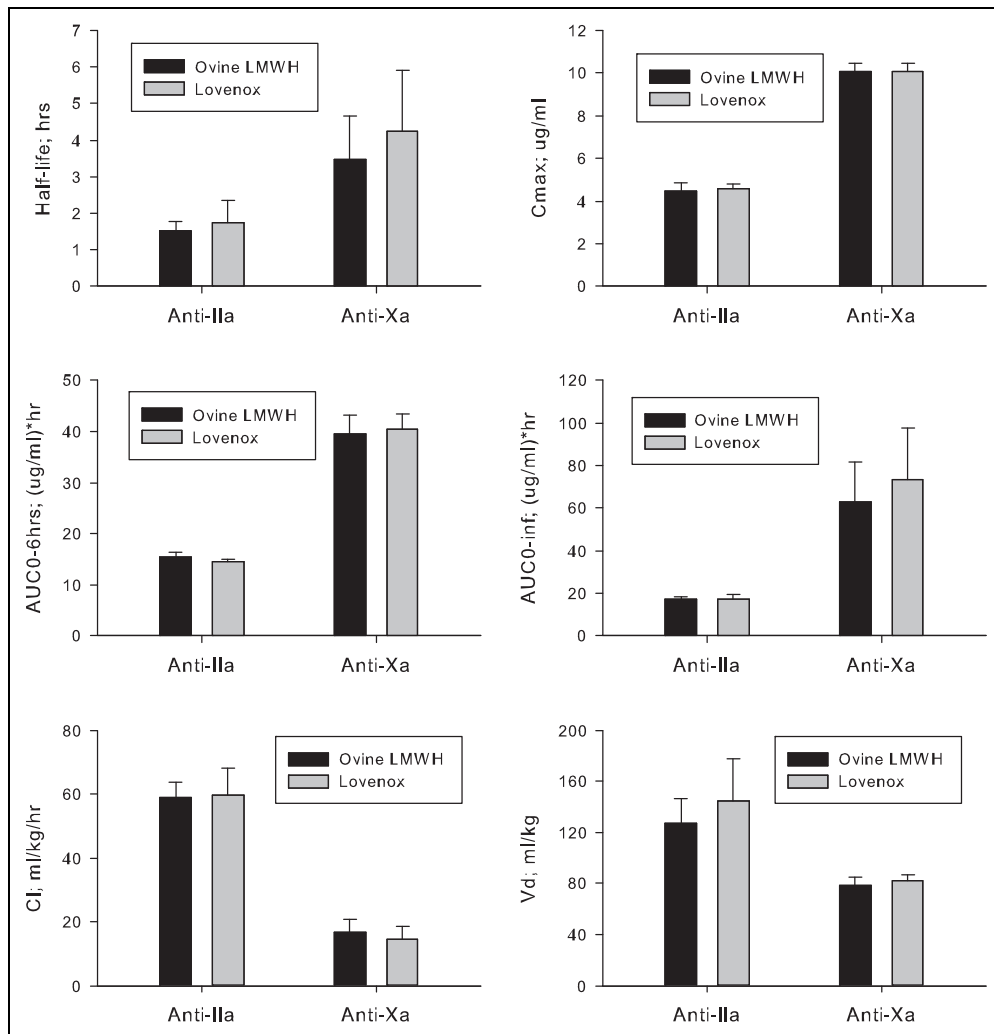 Half-life; hrs
7
6
5
4
3
2
1
0
Ovine LMWH
Lovenox
Anti-IIa Anti-Xa
Cmax; ug/ml
12
10
8
6
4
2
0
Ovine LMWH
Lovenox
Anti-IIa Anti-Xa
AUC0-6hrs; (ug/ml)*hr
50
40
30
20
10
0
Ovine LMWH
Lovenox
Anti-IIa Anti-Xa
AUC0-inf; (ug/ml)*hr
120
100
80
60
40
20
0
Ovine LMWH
Lovenox
Anti-IIa Anti-Xa
Cl; ml/kg/hr
80
60
40
20
0
Ovine LMWH
Lovenox
Anti-IIa Anti-Xa
Vd; ml/kg
200
160
120
80
40
0
Ovine LMWH
Lovenox
Anti-IIa Anti-Xa